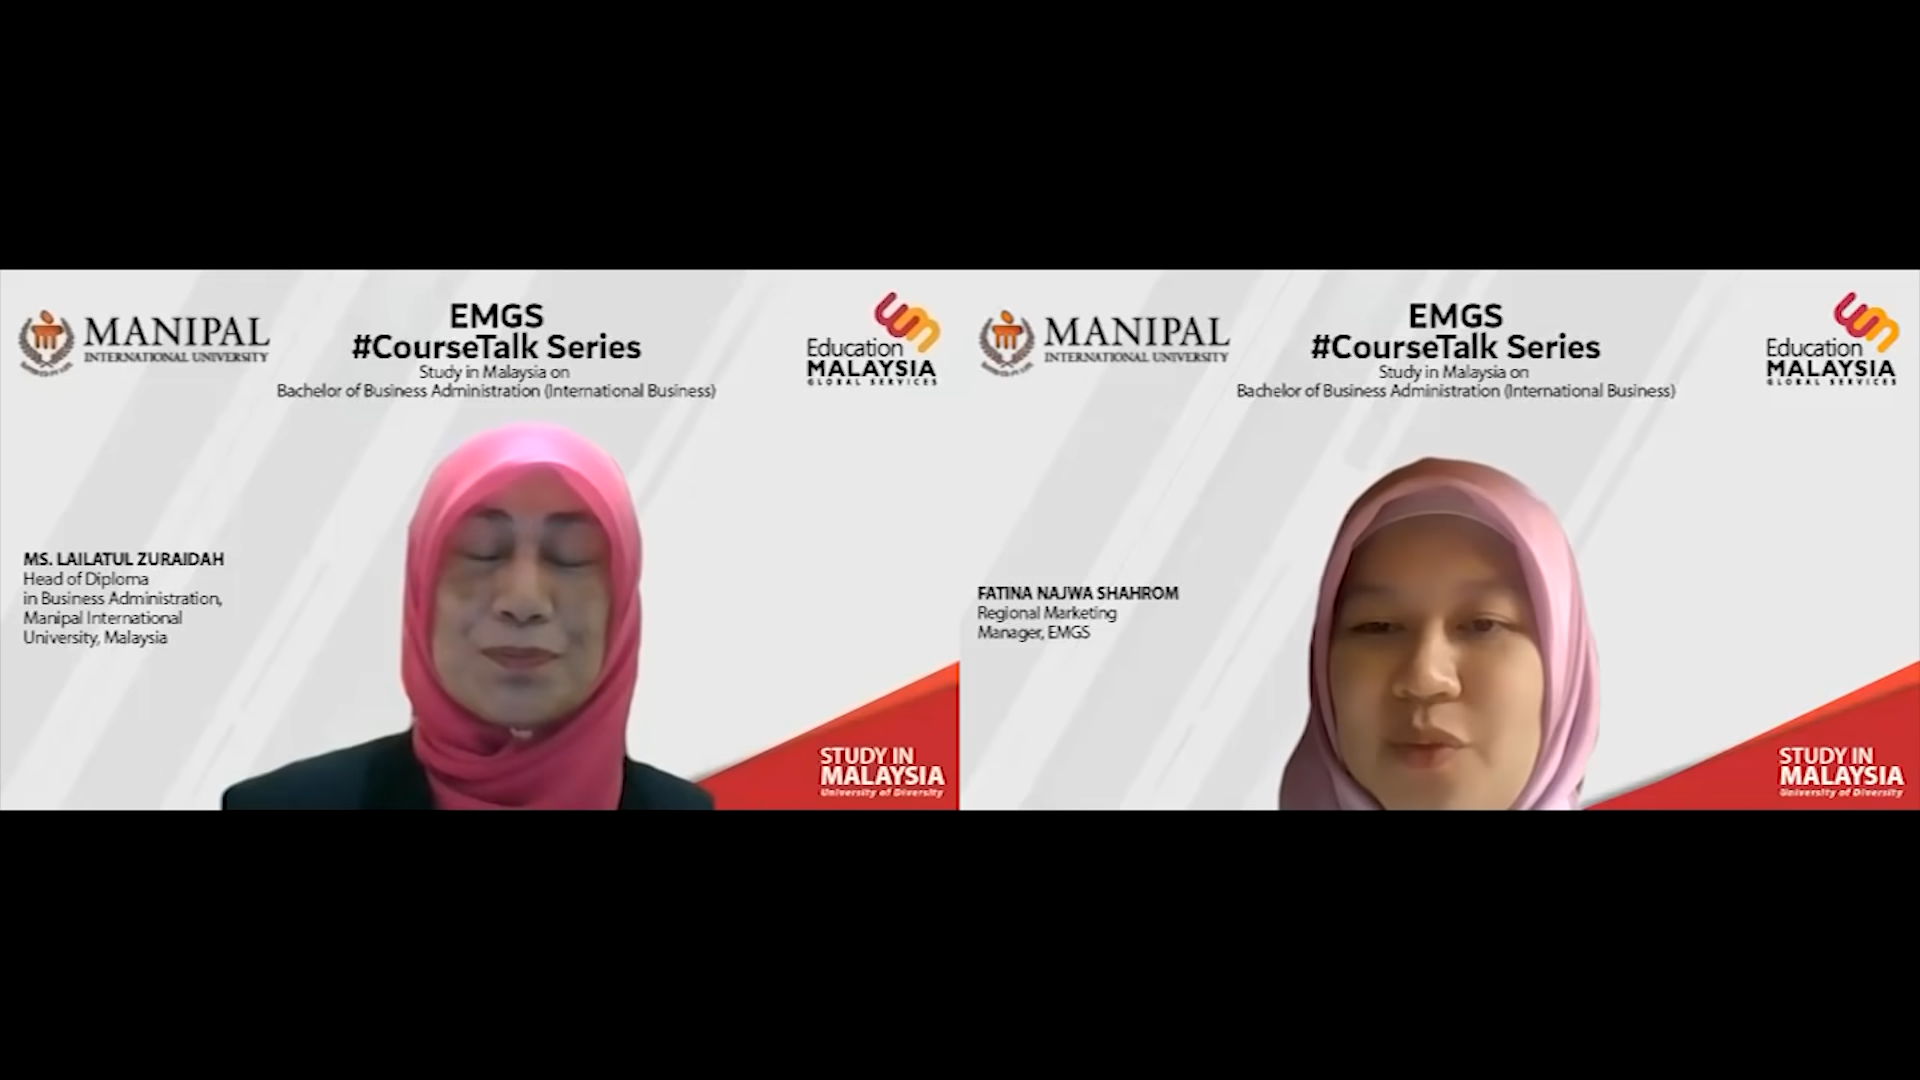 MANIPAL
INTERNATIONAL UNIVERSITY
EMGS
#CourseTalk Series
Study in Malaysia on
Bachelor of Business Administration (International Business)
Education
MALAYSIA
GLOBAL SERVICES
MS. LAILATUL ZURAIDAH
Head of Diploma
in Business Administration,
Manipal International
University, Malaysia
STUDY IN
MALAYSIA
University of Diversity
MANIPAL
INTERNATIONAL UNIVERSITY
EMGS
#CourseTalk Series
Study in Malaysia on
Bachelor of Business Administration (International Business)
Education
MALAYSIA
GLOBAL SERVICES
FATINA NAJWA SHAHROM
Regional Marketing
Manager, EMGS
STUDY IN
MALAYSIA
University of Diversity